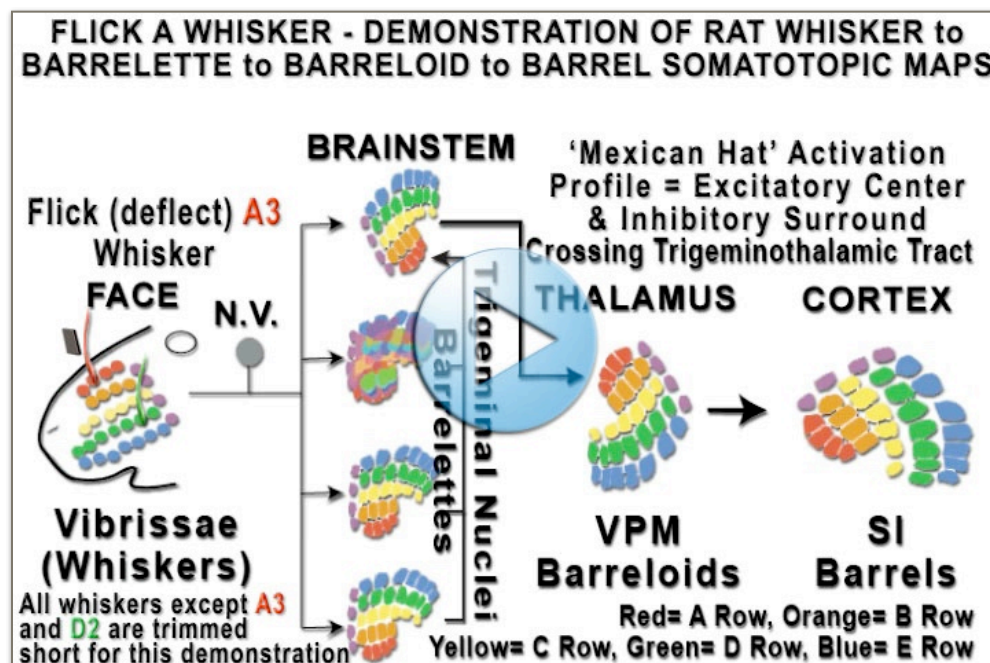 FLICK A WHISKER - DEMONSTRATION OF RAT WHISKER to
BARRELETTE to BARRELOID to BARREL SOMATOTOPIC MAPS
BRAINSTEM
'Mexican Hat' Activation
Profile = Excitatory Center
& Inhibitory Surround
Crossing Trigeminothalamic Tract
Flick (deflect) A3
Whisker
FACE
N.V.
Trigeminal Nuclei
Barrelettes
THALAMUS
CORTEX
Vibrissae
(Whiskers)
All whiskers except A3
and D2 are trimmed
short for this demonstration
VPM
Barreloids
SI
Barrels
Red= A Row, Orange= B Row
Yellow= C Row, Green= D Row, Blue= E Row